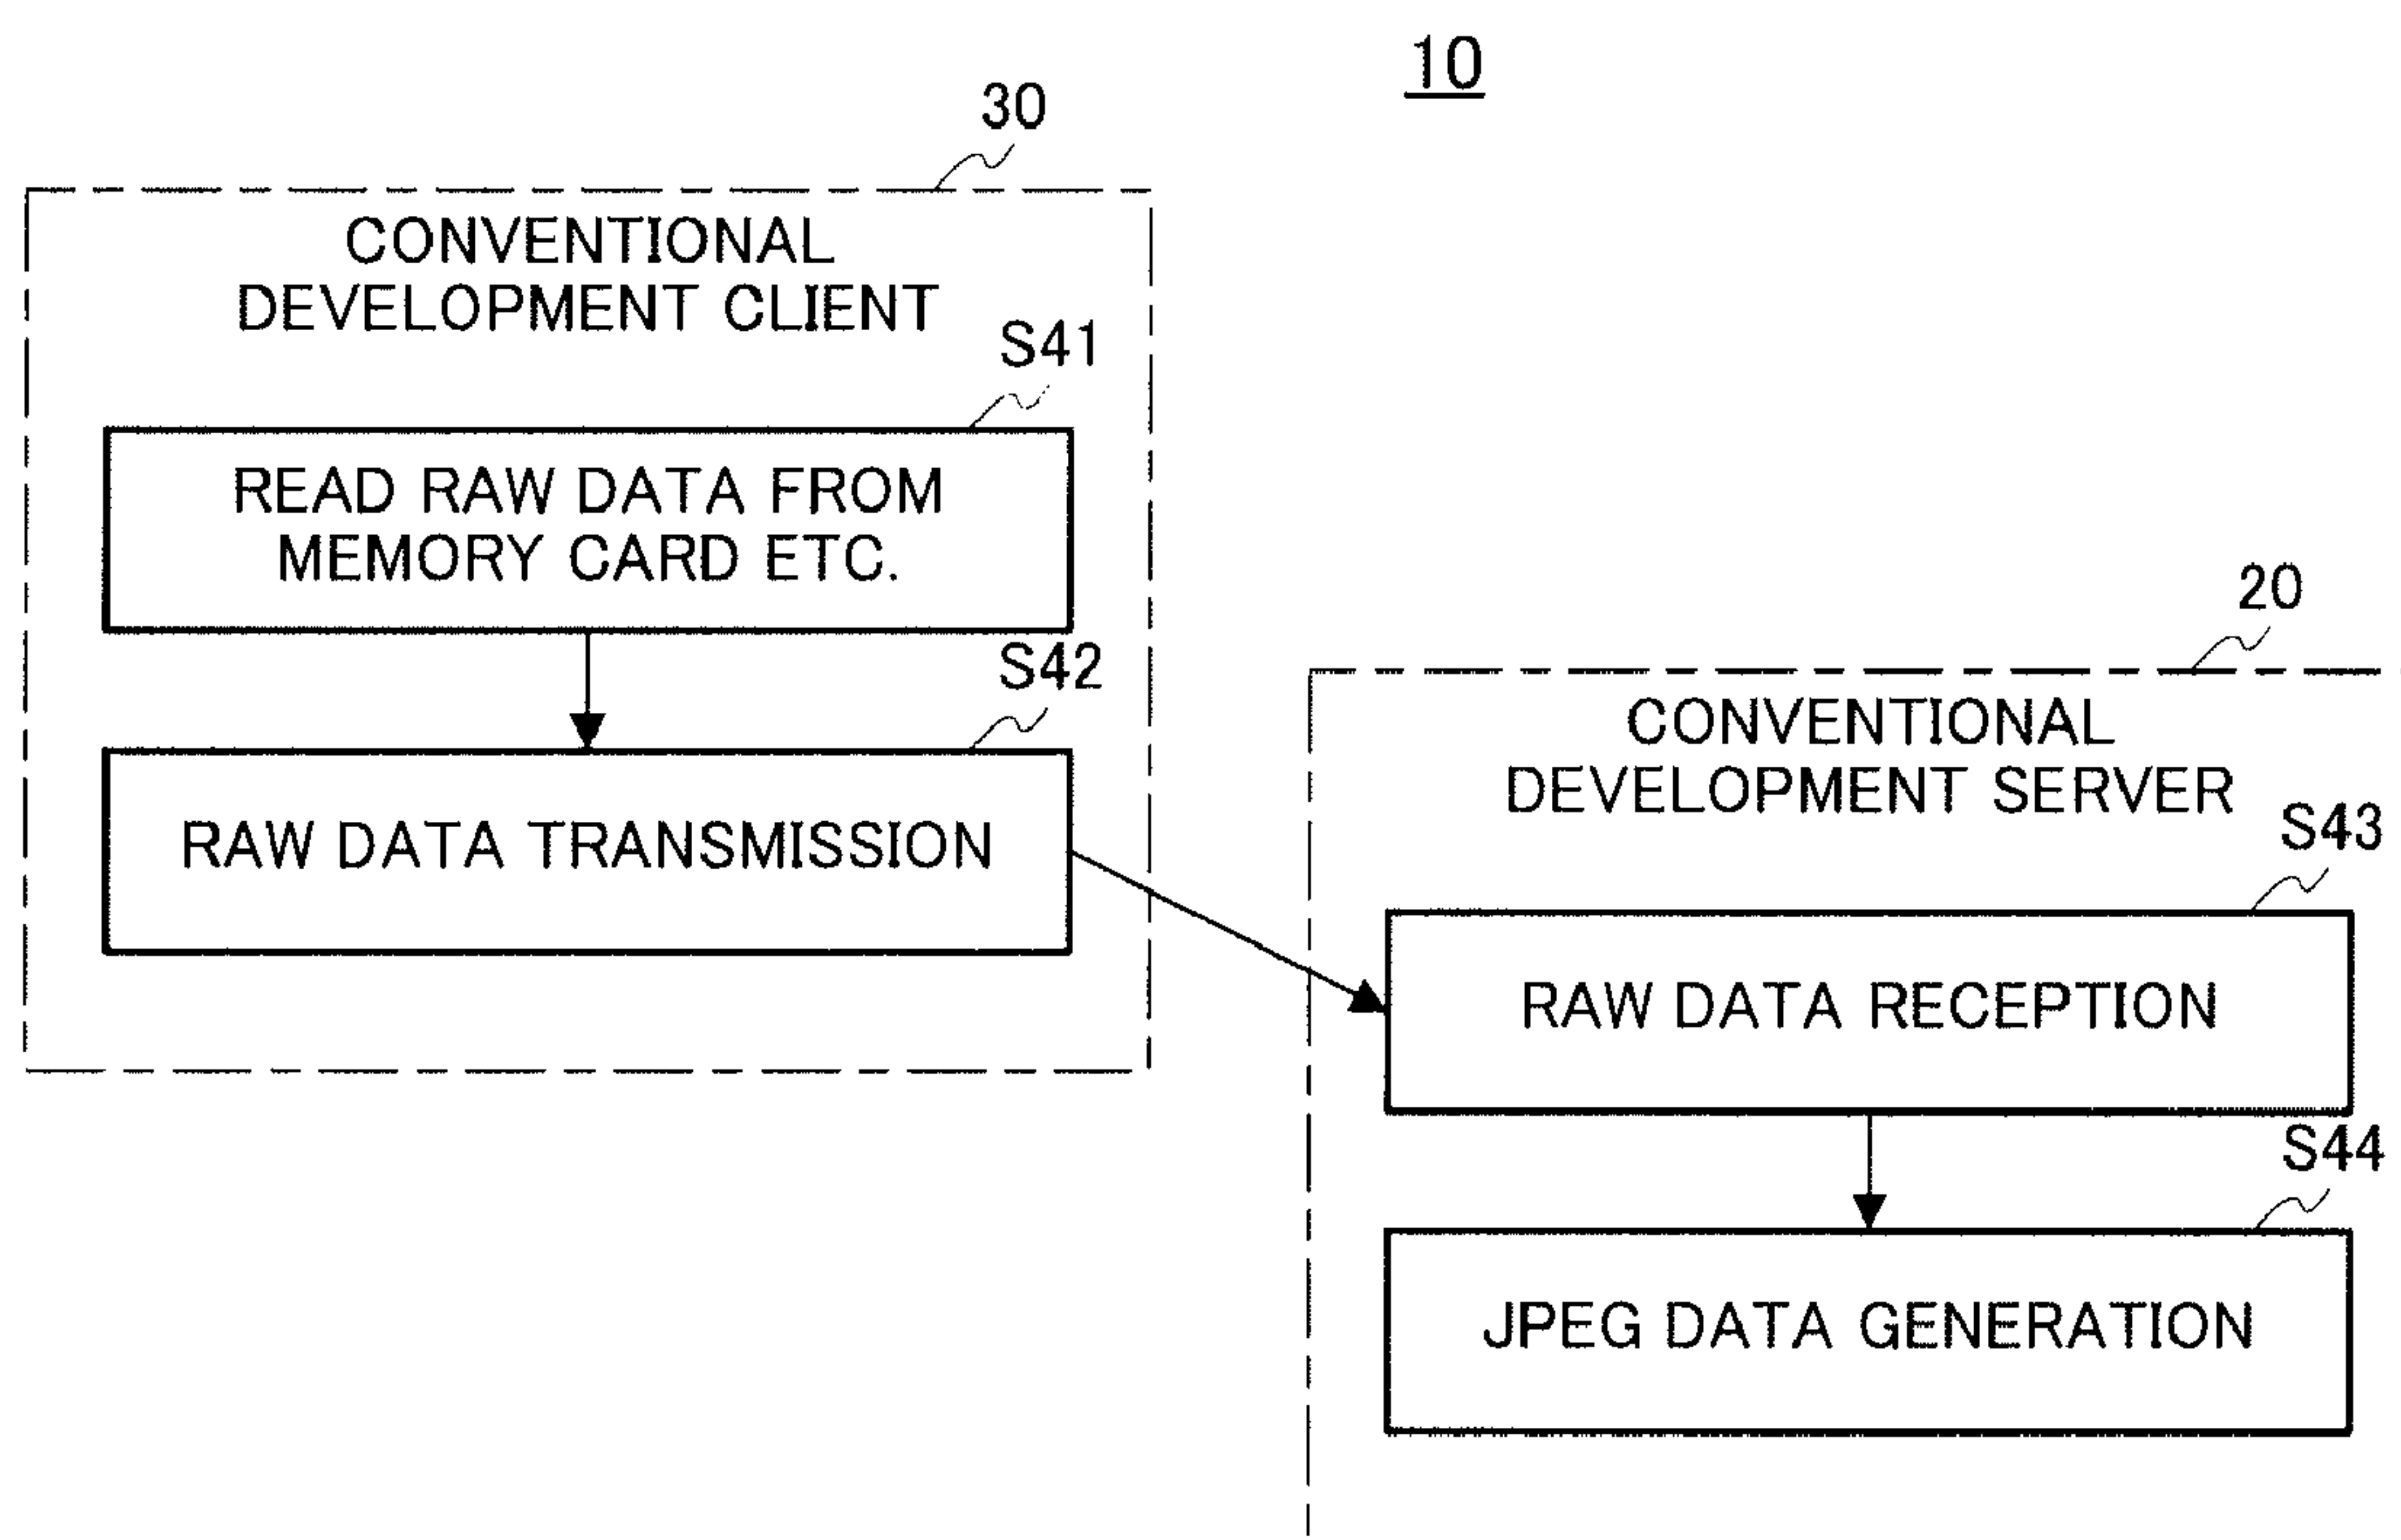 10
30
CONVENTIONAL
DEVELOPMENT CLIENT
S41
READ RAW DATA FROM
MEMORY CARD ETC.
S42
RAW DATA TRANSMISSION
20
CONVENTIONAL
DEVELOPMENT SERVER
S43
RAW DATA RECEPTION
S44
JPEG DATA GENERATION